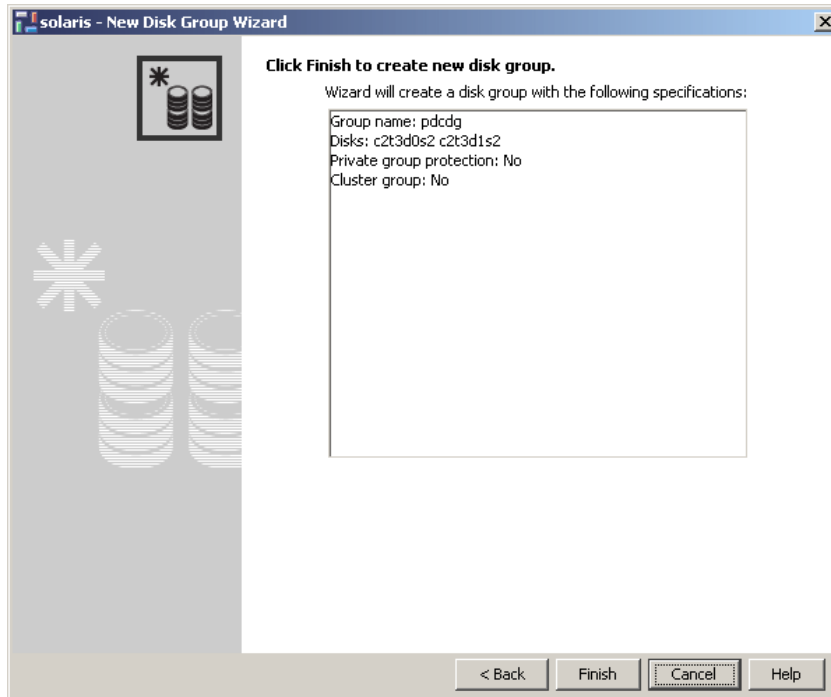 solaris - New Disk Group Wizard
Click Finish to create new disk group.
Wizard will create a disk group with the following specifications:
Group name: pdcdg
Disks: c2t3d0s2 c2t3d1s2
Private group protection: No
Cluster group: No
< Back Finish Cancel Help